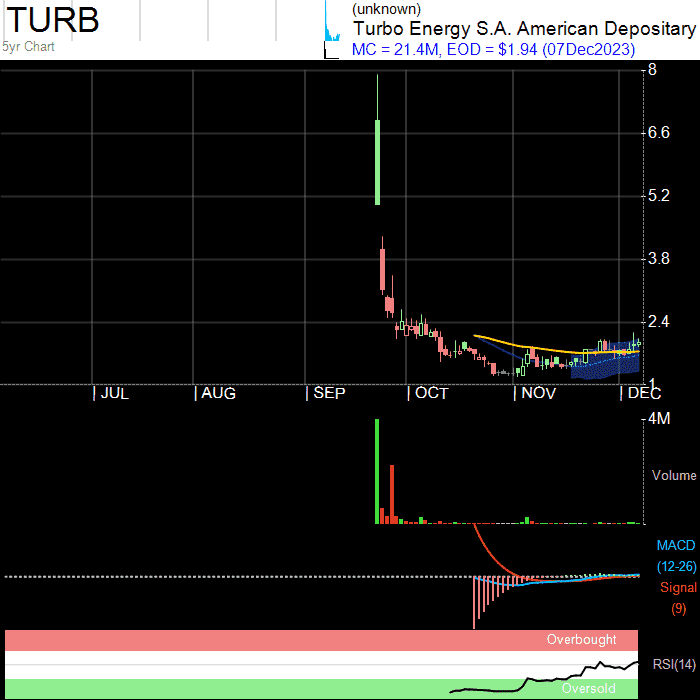 TURB
5yr Chart
(unknown)
Turbo Energy S.A. American Depositary
MC = 21.4M, EOD = $1.94 (07Dec2023)
8
6.6
5.2
3.8
2.4
1
JUL AUG SEP OCT NOV DEC
4M
Volume
MACD
(12-26)
Signal
(9)
Overbought
RSI(14)
Oversold